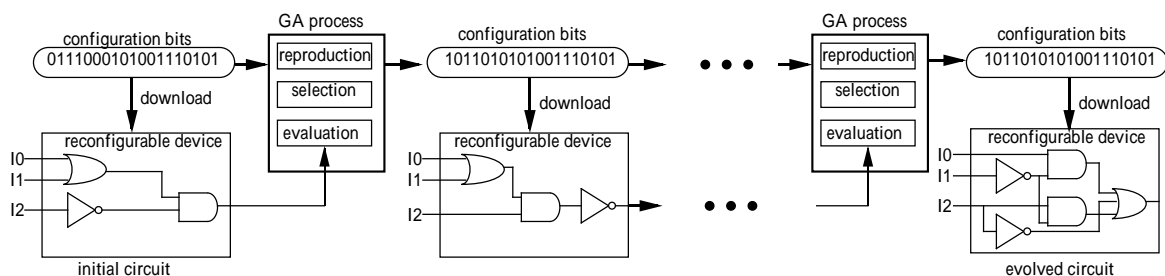 GA process
GA process
configuration bits
configuration bits
configuration bits
0111000101001110101
reproduction
1011010101001110101
reproduction
1011010101001110101
download
selection
download
selection
download
reconfigurable device
evaluation
reconfigurable device
evaluation
reconfigurable device
I0
I1
I2
I0
I1
I2
I0
I1
I2
initial circuit
evolved circuit